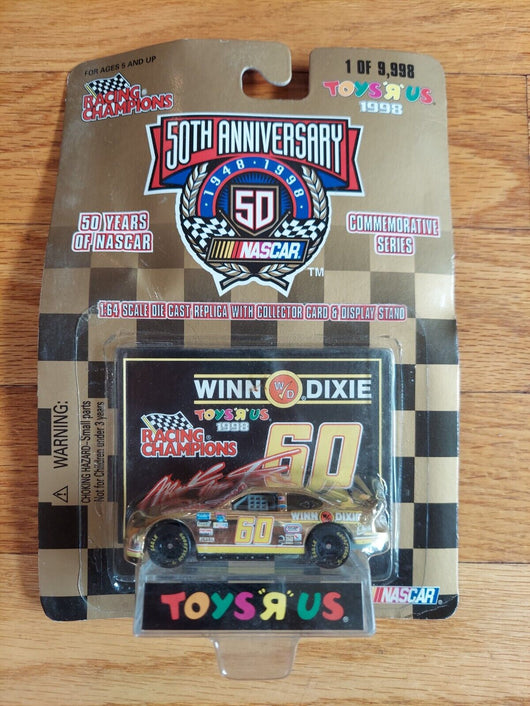 FOR AGES 5 AND UP
1 OF 9,998
RACING CHAMPIONS
TOYS "R" US
1998
50TH ANNIVERSARY
1948 · 1998
50
NASCAR
TM
50 YEARS
OF NASCAR
COMMEMORATIVE
SERIES
1:64 SCALE DIE CAST REPLICA WITH COLLECTOR CARD & DISPLAY STAND
WARNING:
CHOKING HAZARD-Small parts
Not for Children under 3 years
WINN W/D DIXIE
TOYS "R" US
1998
RACING
CHAMPIONS
60
60
WINN DIXIE
TOYS "R" US
NASCAR